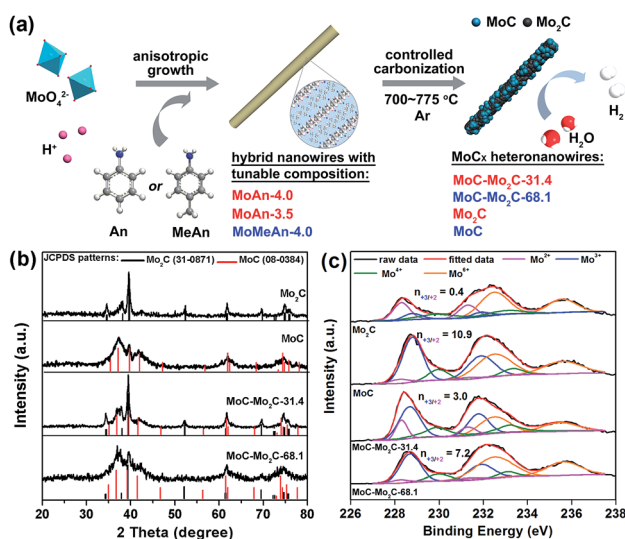 (a)
MoC Mo₂C
anisotropic
growth
controlled
carbonization
700~775 °C
Ar
MoO₄²⁻
H⁺
H₂
H₂O
An
or
MeAn
hybrid nanowires with
tunable composition:
MoAn-4.0
MoAn-3.5
MoMeAn-4.0
MoCx heteronanowires:
MoC-Mo₂C-31.4
MoC-Mo₂C-68.1
Mo₂C
MoC
(b)
JCPDS patterns: Mo₂C (31-0871) MoC (08-0384)
Mo₂C
MoC
MoC-Mo₂C-31.4
MoC-Mo₂C-68.1
Intensity (a.u.)
20 30 40 50 60 70 80
2 Theta (degree)
(c)
raw data fitted data Mo²⁺ Mo³⁺
Mo⁴⁺ Mo⁶⁺
n₊₃/₊₂ = 0.4
Mo₂C
n₊₃/₊₂ = 10.9
MoC
n₊₃/₊₂ = 3.0
MoC-Mo₂C-31.4
n₊₃/₊₂ = 7.2
MoC-Mo₂C-68.1
Intensity (a.u.)
226 228 230 232 234 236 238
Binding Energy (eV)